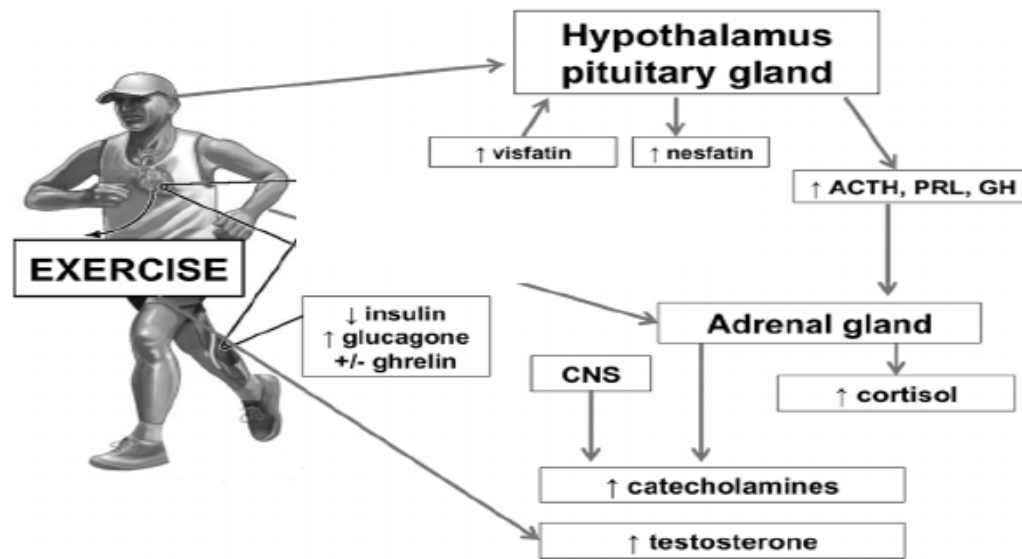 Hypothalamus
pituitary gland
↑ visfatin
↑ nesfatin
↑ ACTH, PRL, GH
EXERCISE
↓ insulin
↑ glucagone
+/- ghrelin
Adrenal gland
CNS
↑ cortisol
↑ catecholamines
↑ testosterone